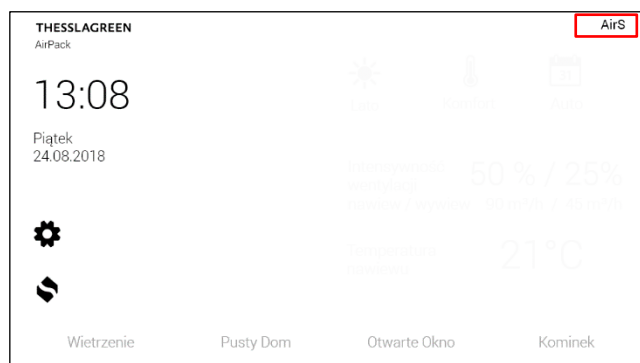 THESSLAGREEN
AirPack
AirS
13:08
Piątek
24.08.2018
Lato
Komfort
Auto
Intensywność
wentylacji
nawiew / wywiew
50 % / 25%
Temperatura
nawiewu
21°C
Wietrzenie
Pusty Dom
Otwarte Okno
Kominek